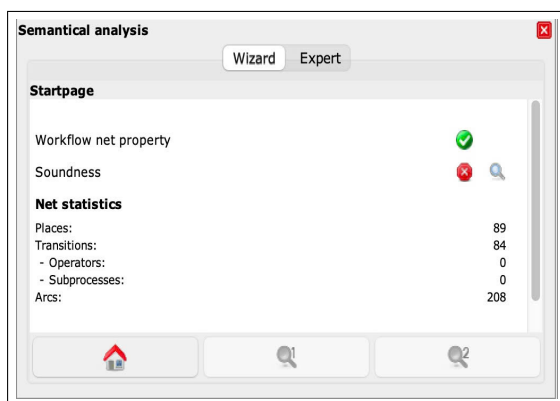 Semantical analysis
Wizard Expert
Startpage
Workflow net property
Soundness
Net statistics
Places: 89
Transitions: 84
- Operators: 0
- Subprocesses: 0
Arcs: 208
1 2